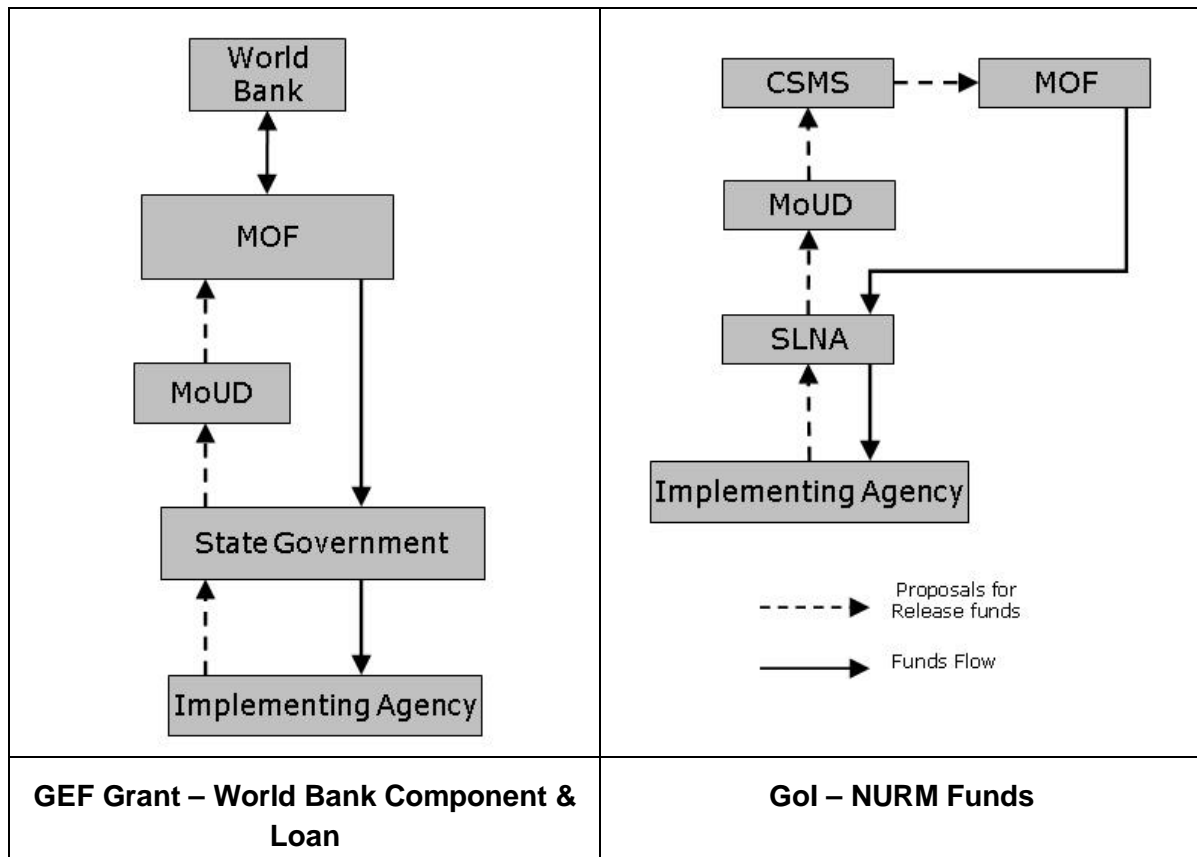 World
Bank
MOF
MoUD
State Government
Implementing Agency
GEF Grant – World Bank Component &
Loan
CSMS
MOF
MoUD
SLNA
Implementing Agency
Proposals for
Release funds
Funds Flow
GoI – NURM Funds